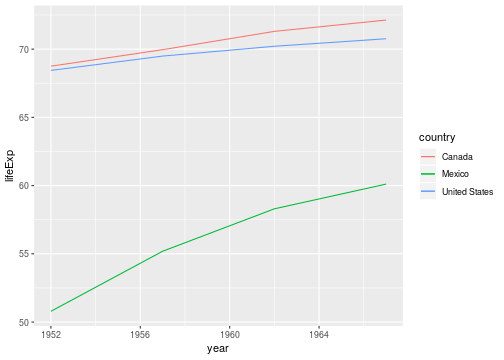 70
65
60
55
50
lifeExp
1952
1956
1960
1964
year
country
Canada
Mexico
United States